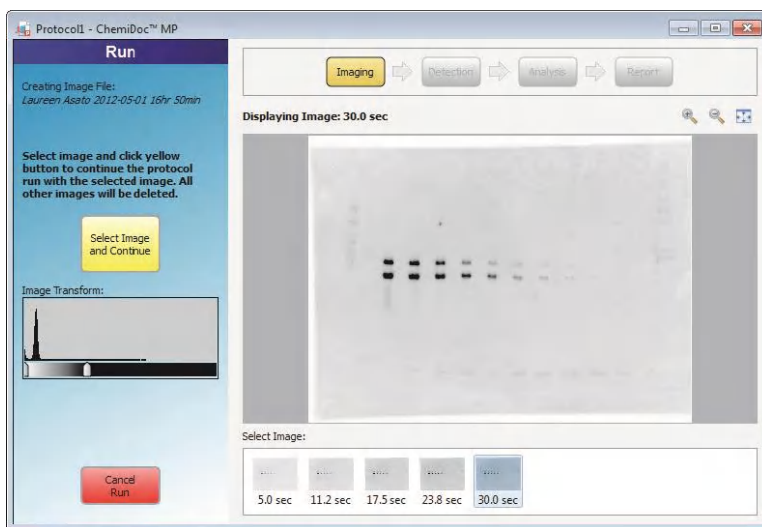 Protocol1 - ChemiDoc™ MP
Run
Creating Image File:
Laureen Asato 2012-05-01 16hr 50min
Select image and click yellow
button to continue the protocol
run with the selected image. All
other images will be deleted.
Select Image
and Continue
Image Transform:
Cancel
Run
Imaging
Detection
Analysis
Report
Displaying Image: 30.0 sec
Select Image:
5.0 sec
11.2 sec
17.5 sec
23.8 sec
30.0 sec